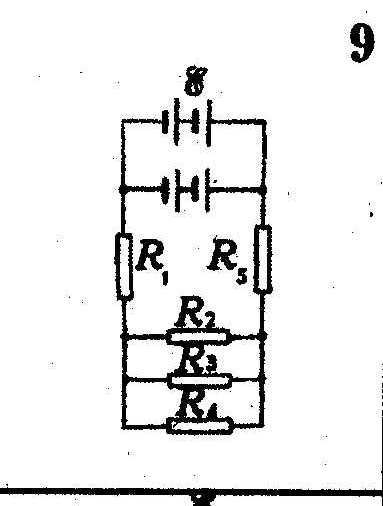 9
ℰ
R₁ R₅
R₂
R₃
R₄